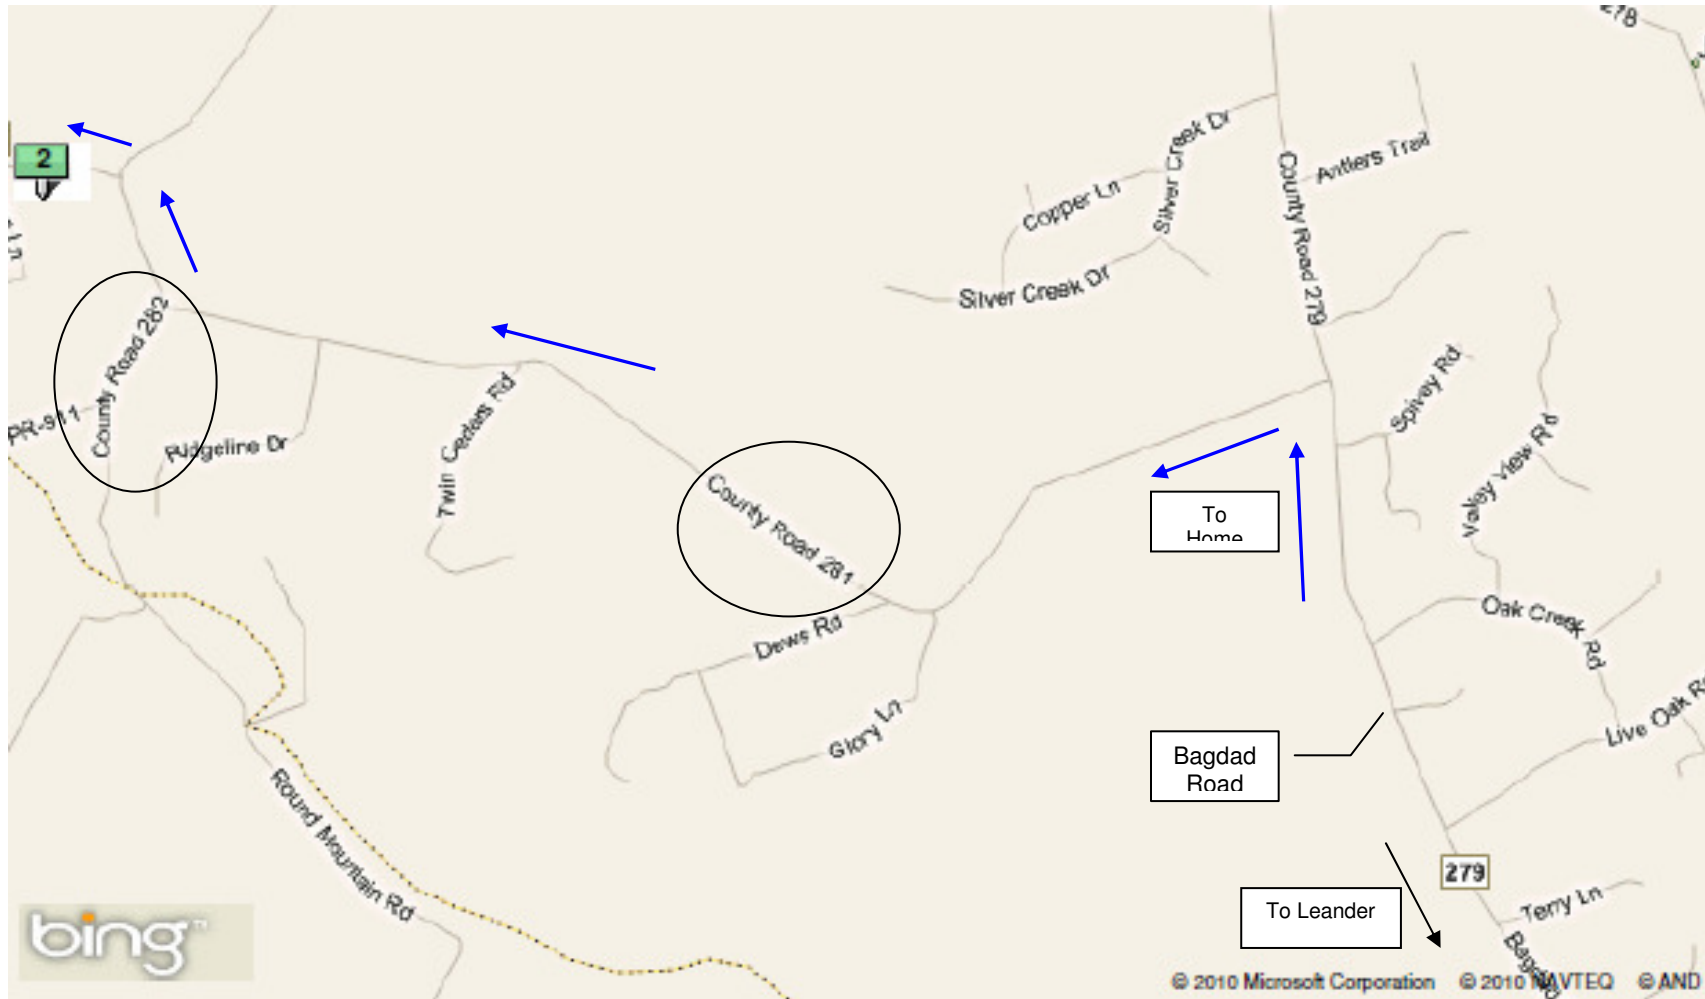 278
2
Silver Creek Dr
Antlers Trail
Copper Ln
Silver Creek Dr
County Road 279
Ln
County Road 282
PR-911
Ridgeline Dr
Twin Cedars Rd
Spivey Rd
Valley View Rd
County Road 281
To
Home
Dews Rd
Oak Creek Rd
Glory Ln
Live Oak
Bagdad
Road
Round Mountain Rd
279
To Leander
Terry Ln
bing™
© 2010 Microsoft Corporation © 2010 NAVTEQ © AND